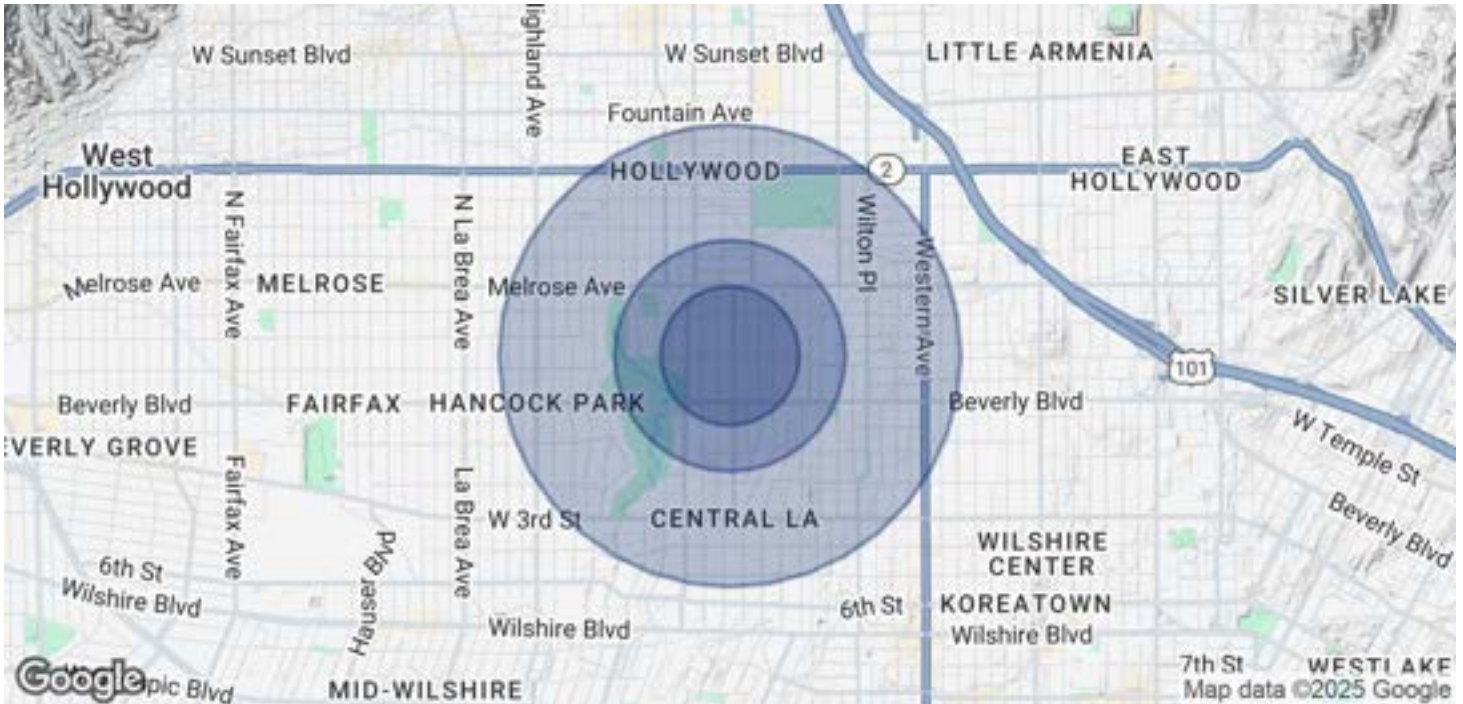 Highland Ave
W Sunset Blvd
W Sunset Blvd
LITTLE ARMENIA
Fountain Ave
West
Hollywood
HOLLYWOOD
2
EAST
HOLLYWOOD
N Fairfax Ave
N La Brea Ave
Wilton Pl
Western Ave
Melrose Ave
MELROSE
Melrose Ave
SILVER LAKE
101
Beverly Blvd
FAIRFAX
HANCOCK PARK
Beverly Blvd
EVERLY GROVE
W Temple St
Fairfax Ave
La Brea Ave
W 3rd St
CENTRAL LA
Beverly Blvd
WILSHIRE
CENTER
Hauser Blvd
6th St
Wilshire Blvd
6th St
KOREATOWN
Wilshire Blvd
Wilshire Blvd
7th St
WESTLAKE
Google
mpic Blvd
MID-WILSHIRE
Map data ©2025 Google